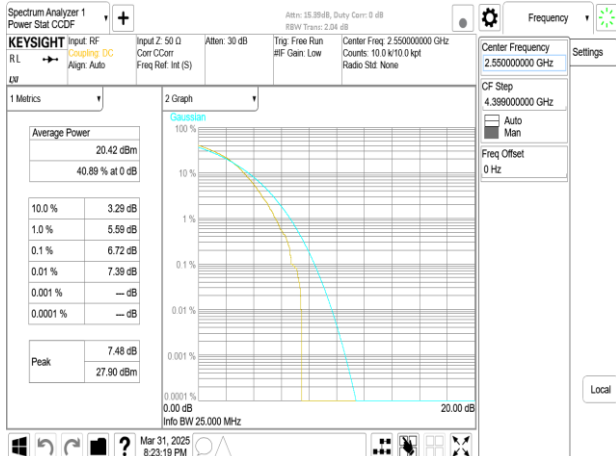 Spectrum Analyzer 1
Power Stat CCDF
Attn: 15.39dB, Duty Corr: 0 dB
RBW Trans: 2.04 dB
Frequency
KEYSIGHT
RL
LXI
Input: RF
Coupling: DC
Align: Auto
Input Z: 50 Ω
Corr CCorr
Freq Ref: Int (S)
Atten: 30 dB
Trig: Free Run
#IF Gain: Low
Center Freq: 2.550000000 GHz
Counts: 10.0 k/10.0 kpt
Radio Std: None
Center Frequency
2.550000000 GHz
Settings
CF Step
4.399000000 GHz
Auto
Man
Freq Offset
0 Hz
Local
1 Metrics
Average Power
20.42 dBm
40.89 % at 0 dB
10.0 % 3.29 dB
1.0 % 5.59 dB
0.1 % 6.72 dB
0.01 % 7.39 dB
0.001 % --- dB
0.0001 % --- dB
Peak
7.48 dB
27.90 dBm
2 Graph
Gaussian
100 %
10 %
1 %
0.1 %
0.01 %
0.001 %
0.0001 %
0.00 dB 20.00 dB
Info BW 25.000 MHz
?
Mar 31, 2025
8:23:19 PM